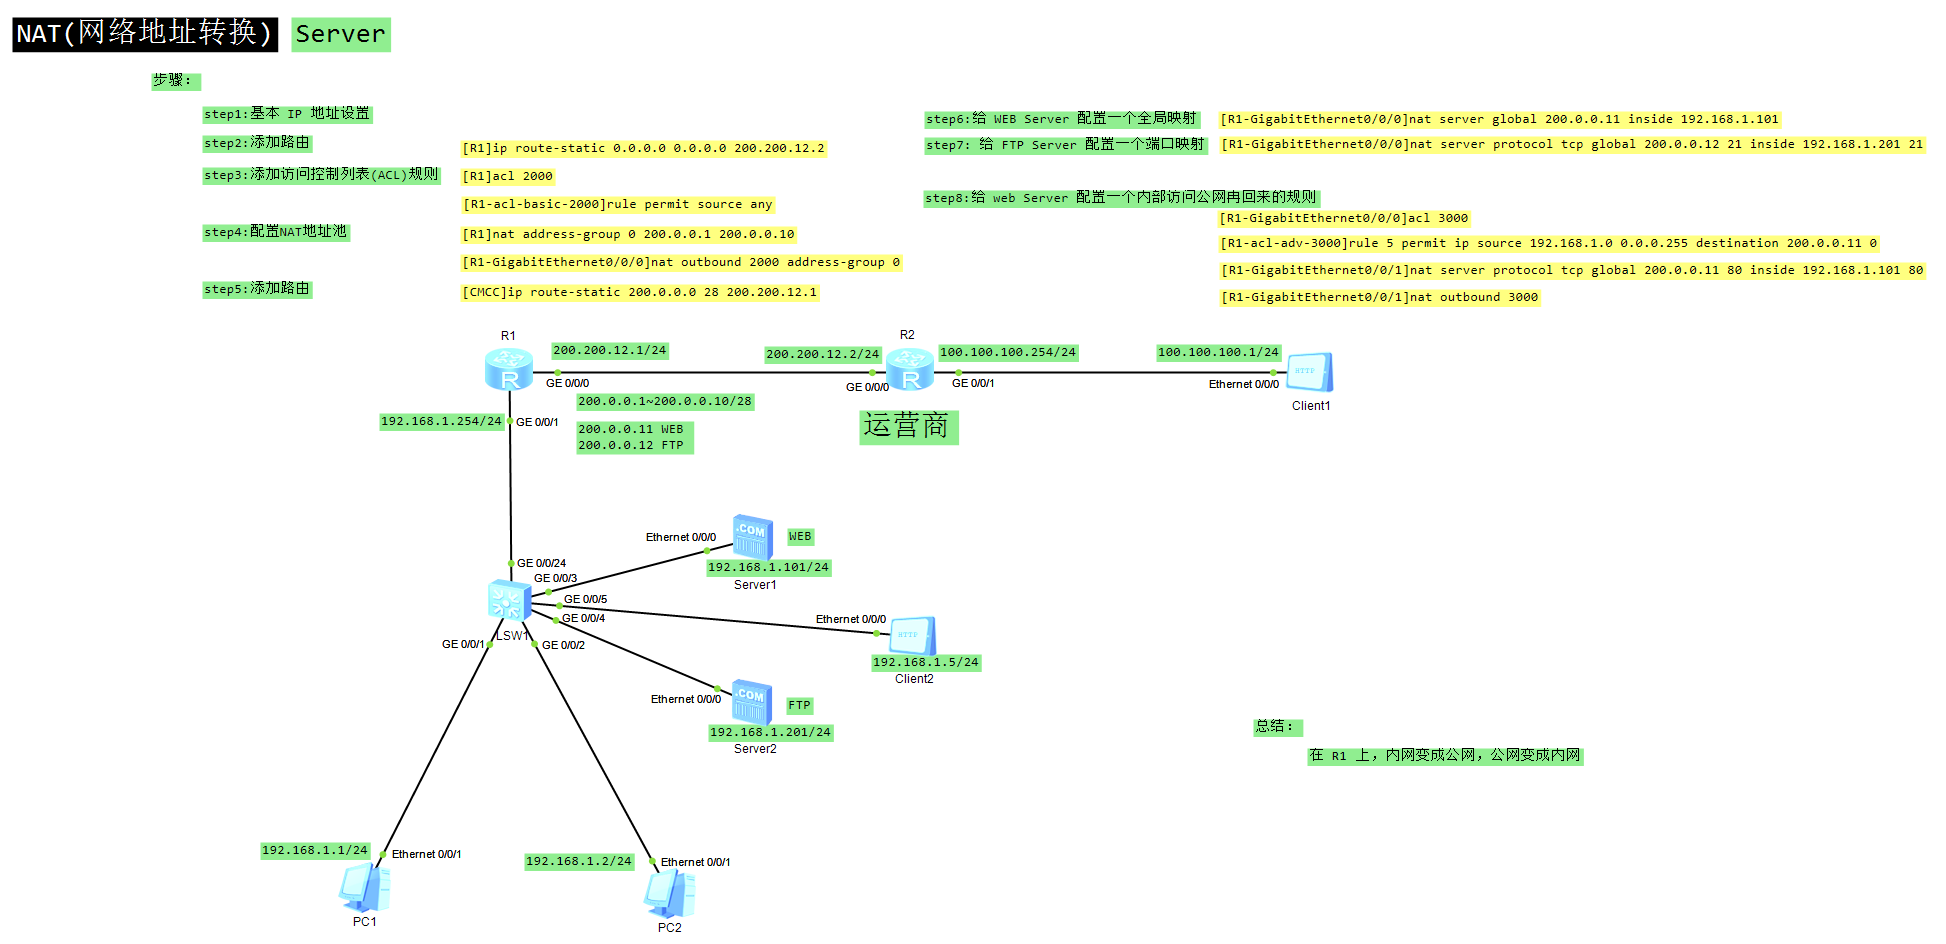 NAT(网络地址转换) Server
步骤:
step1:基本 IP 地址设置
step2:添加路由
[R1]ip route-static 0.0.0.0 0.0.0.0 200.200.12.2
step3:添加访问控制列表(ACL)规则
[R1]acl 2000
[R1-acl-basic-2000]rule permit source any
step4:配置NAT地址池
[R1]nat address-group 0 200.0.0.1 200.0.0.10
[R1-GigabitEthernet0/0/0]nat outbound 2000 address-group 0
step5:添加路由
[CMCC]ip route-static 200.0.0.0 28 200.200.12.1
step6:给 WEB Server 配置一个全局映射
[R1-GigabitEthernet0/0/0]nat server global 200.0.0.11 inside 192.168.1.101
step7: 给 FTP Server 配置一个端口映射
[R1-GigabitEthernet0/0/0]nat server protocol tcp global 200.0.0.12 21 inside 192.168.1.201 21
step8:给 web Server 配置一个内部访问公网冉回来的规则
[R1-GigabitEthernet0/0/0]acl 3000
[R1-acl-adv-3000]rule 5 permit ip source 192.168.1.0 0.0.0.255 destination 200.0.0.11 0
[R1-GigabitEthernet0/0/1]nat server protocol tcp global 200.0.0.11 80 inside 192.168.1.101 80
[R1-GigabitEthernet0/0/1]nat outbound 3000
R1
200.200.12.1/24
GE 0/0/0
R
200.0.0.1~200.0.0.10/28
200.0.0.11 WEB
200.0.0.12 FTP
192.168.1.254/24
GE 0/0/1
R2
200.200.12.2/24
GE 0/0/0
R
100.100.100.254/24
GE 0/0/1
运营商
100.100.100.1/24
Ethernet 0/0/0
HTTP
Client1
GE 0/0/24
GE 0/0/3
GE 0/0/5
GE 0/0/4
LSW1
GE 0/0/1
GE 0/0/2
Ethernet 0/0/0
.COM
WEB
192.168.1.101/24
Server1
Ethernet 0/0/0
HTTP
192.168.1.5/24
Client2
Ethernet 0/0/0
.COM
FTP
192.168.1.201/24
Server2
总结:
在 R1 上，内网变成公网，公网变成内网
192.168.1.1/24
Ethernet 0/0/1
PC1
192.168.1.2/24
Ethernet 0/0/1
PC2